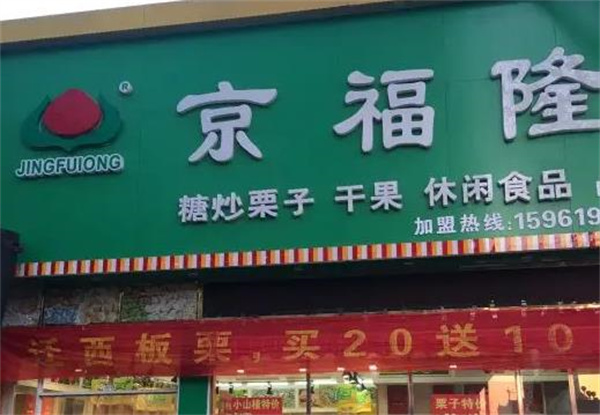 ®
京福隆
JINGFUIONG
糖炒栗子 干果 休闲食品
加盟热线:159619
迁西板栗,买20送10
小山楂特价
栗子特价